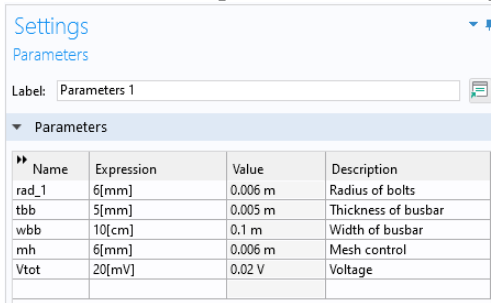 Settings
Parameters
Label: Parameters 1
Parameters
Name Expression Value Description
rad_1 6[mm] 0.006 m Radius of bolts
tbb 5[mm] 0.005 m Thickness of busbar
wbb 10[cm] 0.1 m Width of busbar
mh 6[mm] 0.006 m Mesh control
Vtot 20[mV] 0.02 V Voltage